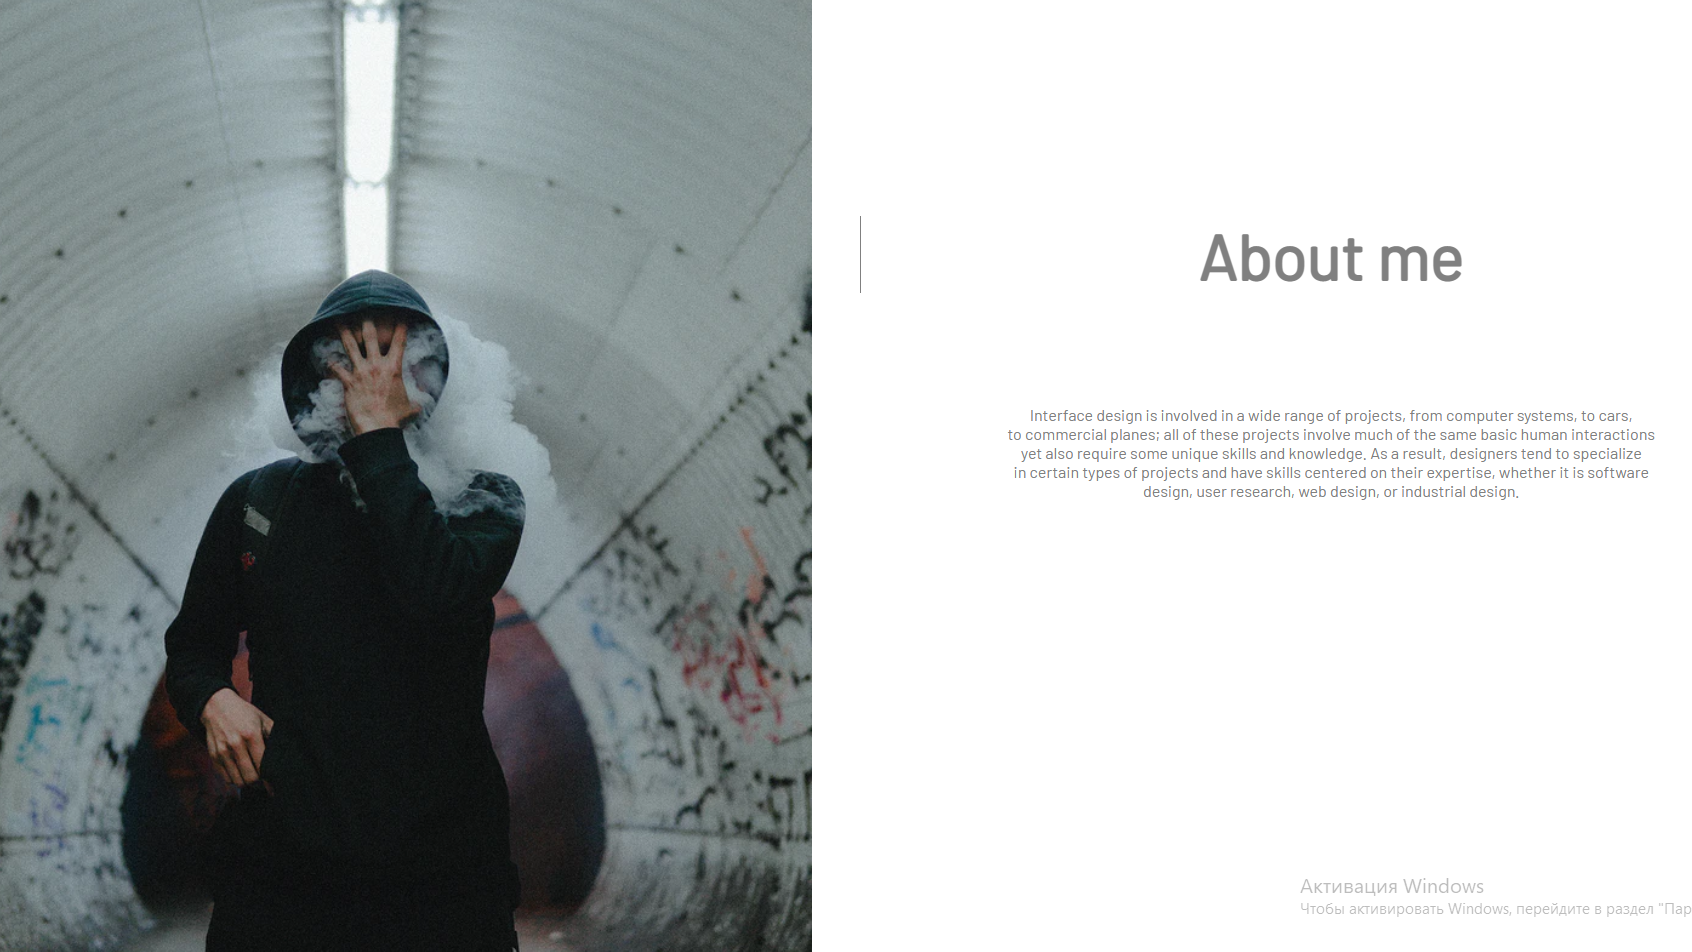 About me
Interface design is involved in a wide range of projects, from computer systems, to cars,
to commercial planes; all of these projects involve much of the same basic human interactions
yet also require some unique skills and knowledge. As a result, designers tend to specialize
in certain types of projects and have skills centered on their expertise, whether it is software
design, user research, web design, or industrial design.
Активация Windows
Чтобы активировать Windows, перейдите в раздел "Пар